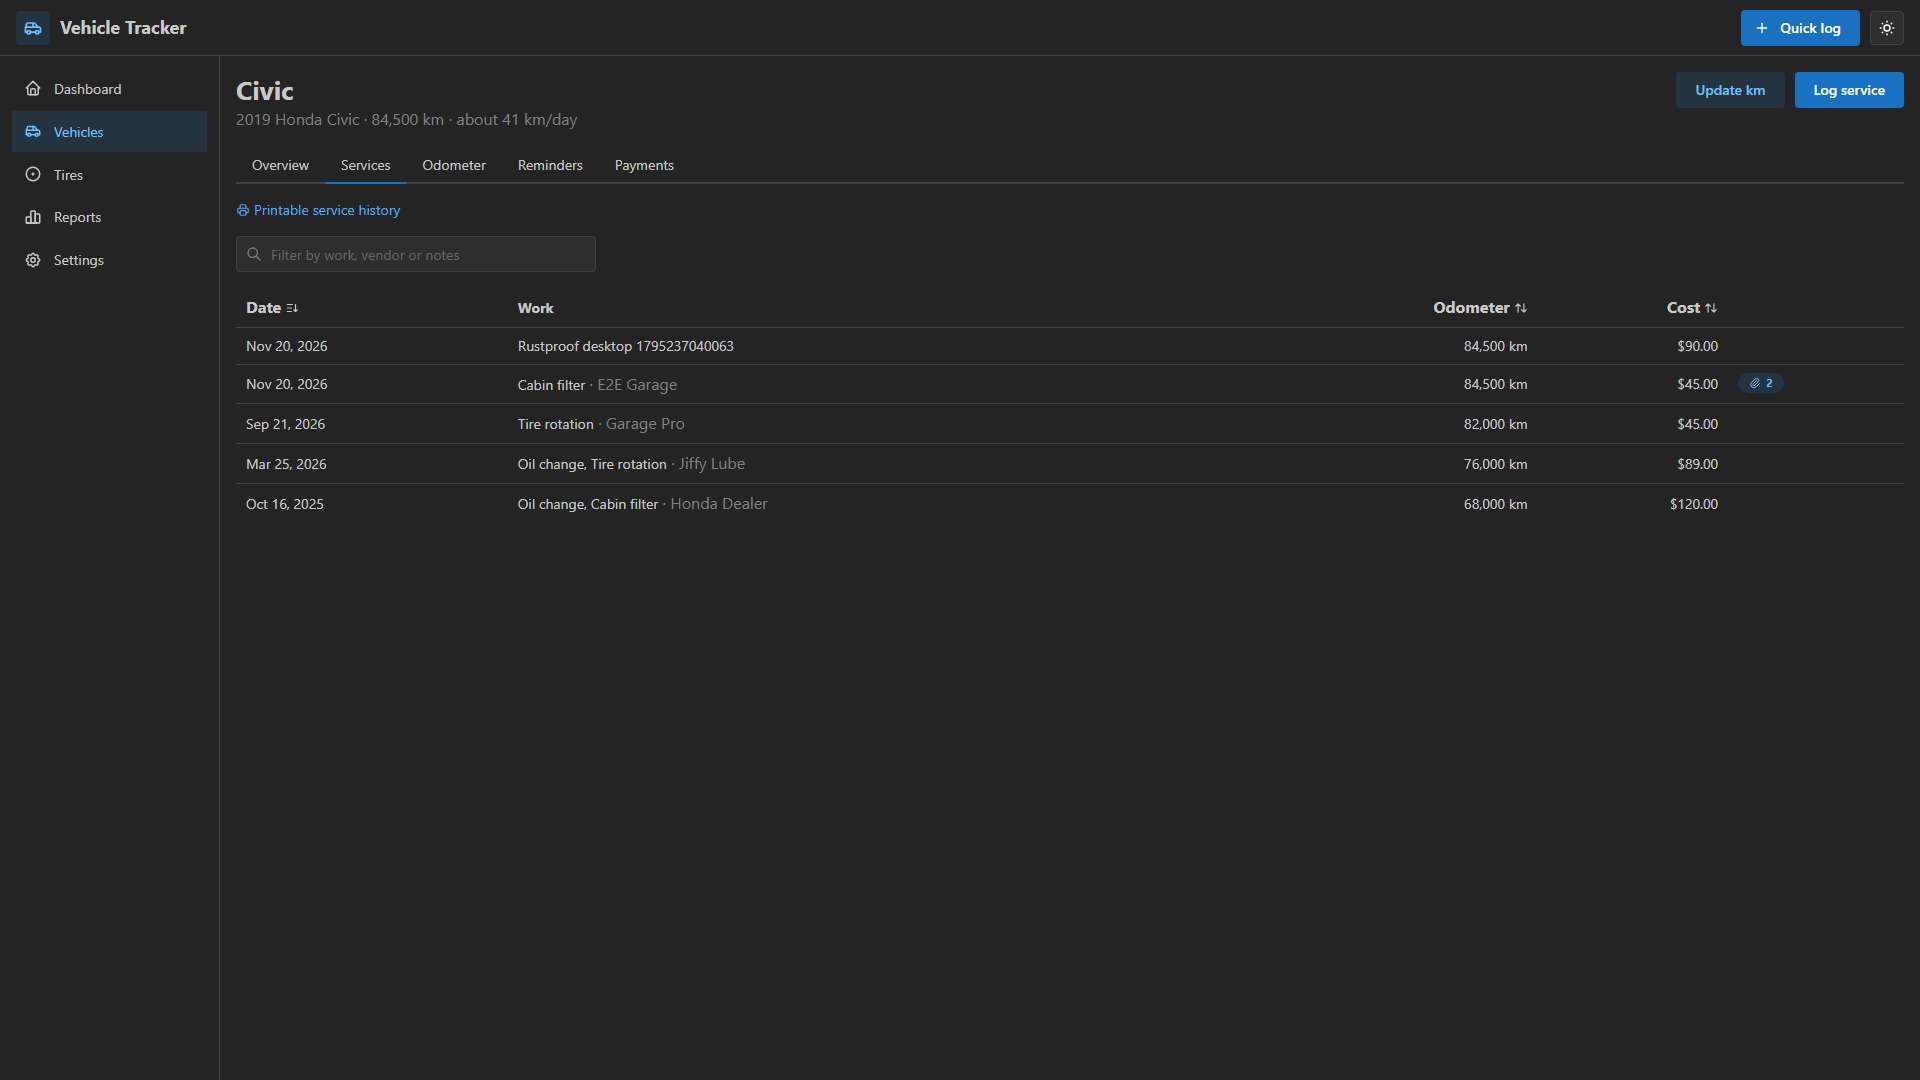 Vehicle Tracker
Quick log
Dashboard
Vehicles
Tires
Reports
Settings
Civic
2019 Honda Civic · 84,500 km · about 41 km/day
Update km
Log service
Overview Services Odometer Reminders Payments
Printable service history
Filter by work, vendor or notes
Date Work Odometer Cost
Nov 20, 2026 Rustproof desktop 1795237040063 84,500 km $90.00
Nov 20, 2026 Cabin filter · E2E Garage 84,500 km $45.00 2
Sep 21, 2026 Tire rotation · Garage Pro 82,000 km $45.00
Mar 25, 2026 Oil change, Tire rotation · Jiffy Lube 76,000 km $89.00
Oct 16, 2025 Oil change, Cabin filter · Honda Dealer 68,000 km $120.00